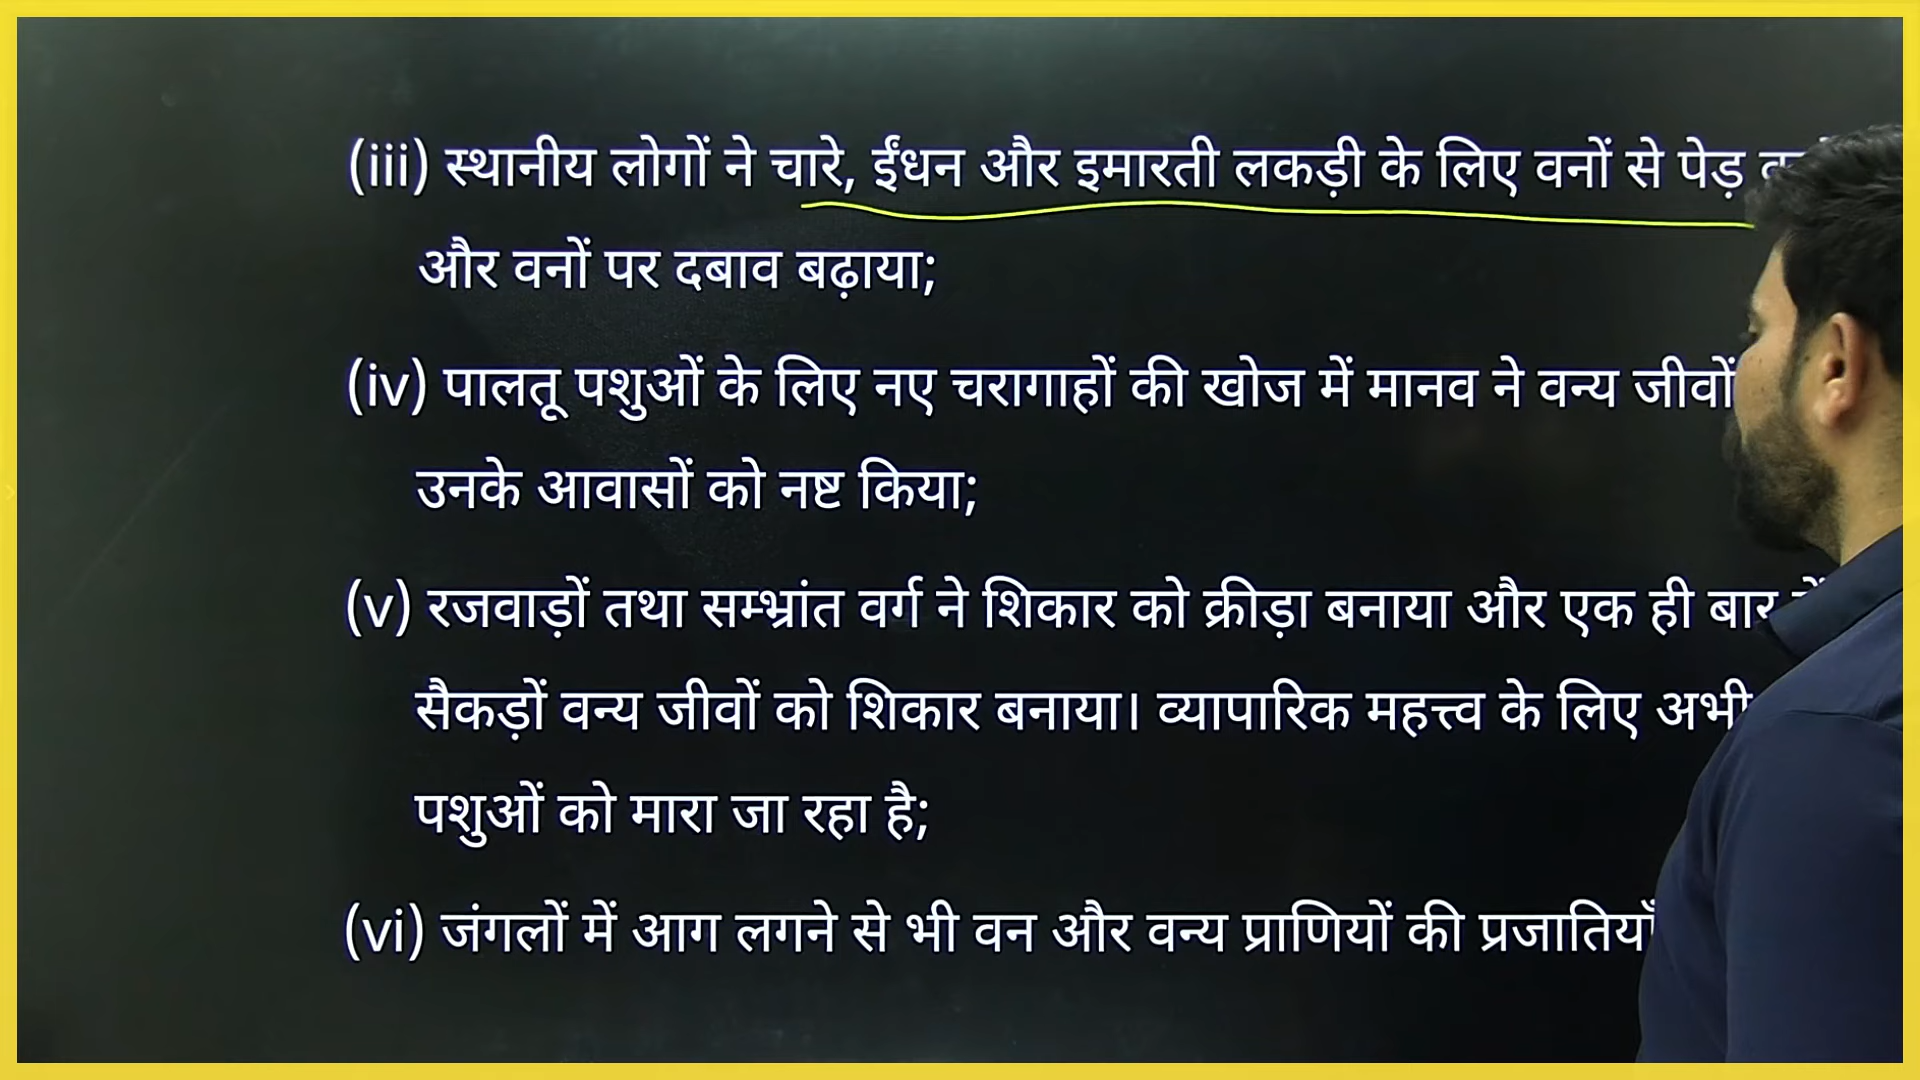 (iii) स्थानीय लोगों ने चारे, ईंधन और इमारती लकड़ी के लिए वनों से पेड़
और वनों पर दबाव बढ़ाया;
(iv) पालतू पशुओं के लिए नए चरागाहों की खोज में मानव ने वन्य जीवों
उनके आवासों को नष्ट किया;
(v) रजवाड़ों तथा सम्भ्रांत वर्ग ने शिकार को क्रीड़ा बनाया और एक ही बार
सैकड़ों वन्य जीवों को शिकार बनाया। व्यापारिक महत्त्व के लिए अभी
पशुओं को मारा जा रहा है;
(vi) जंगलों में आग लगने से भी वन और वन्य प्राणियों की प्रजातियाँ